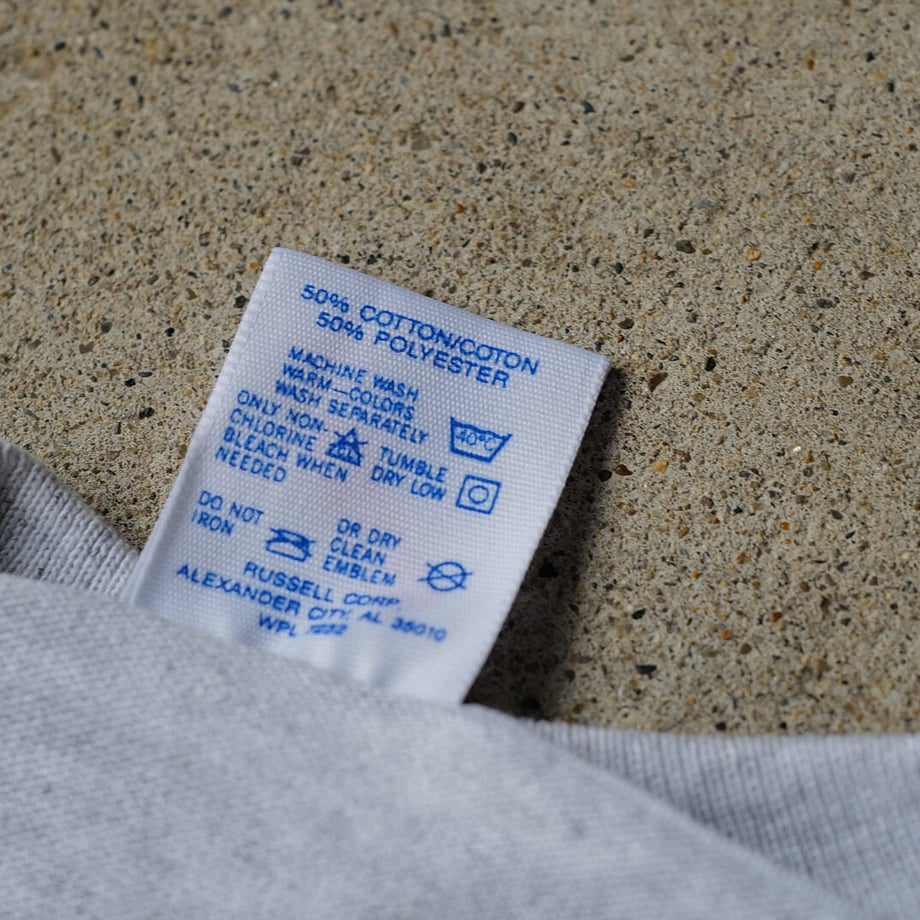 50% COTTON/COTON
50% POLYESTER
MACHINE WASH
WARM—COLORS
WASH SEPARATELY
40°C
ONLY NON-
CHLORINE
BLEACH WHEN
NEEDED
TUMBLE
DRY LOW
DO NOT
IRON
OR DRY
CLEAN
EMBLEM
RUSSELL CORP.
ALEXANDER CITY, AL 35010
WPL